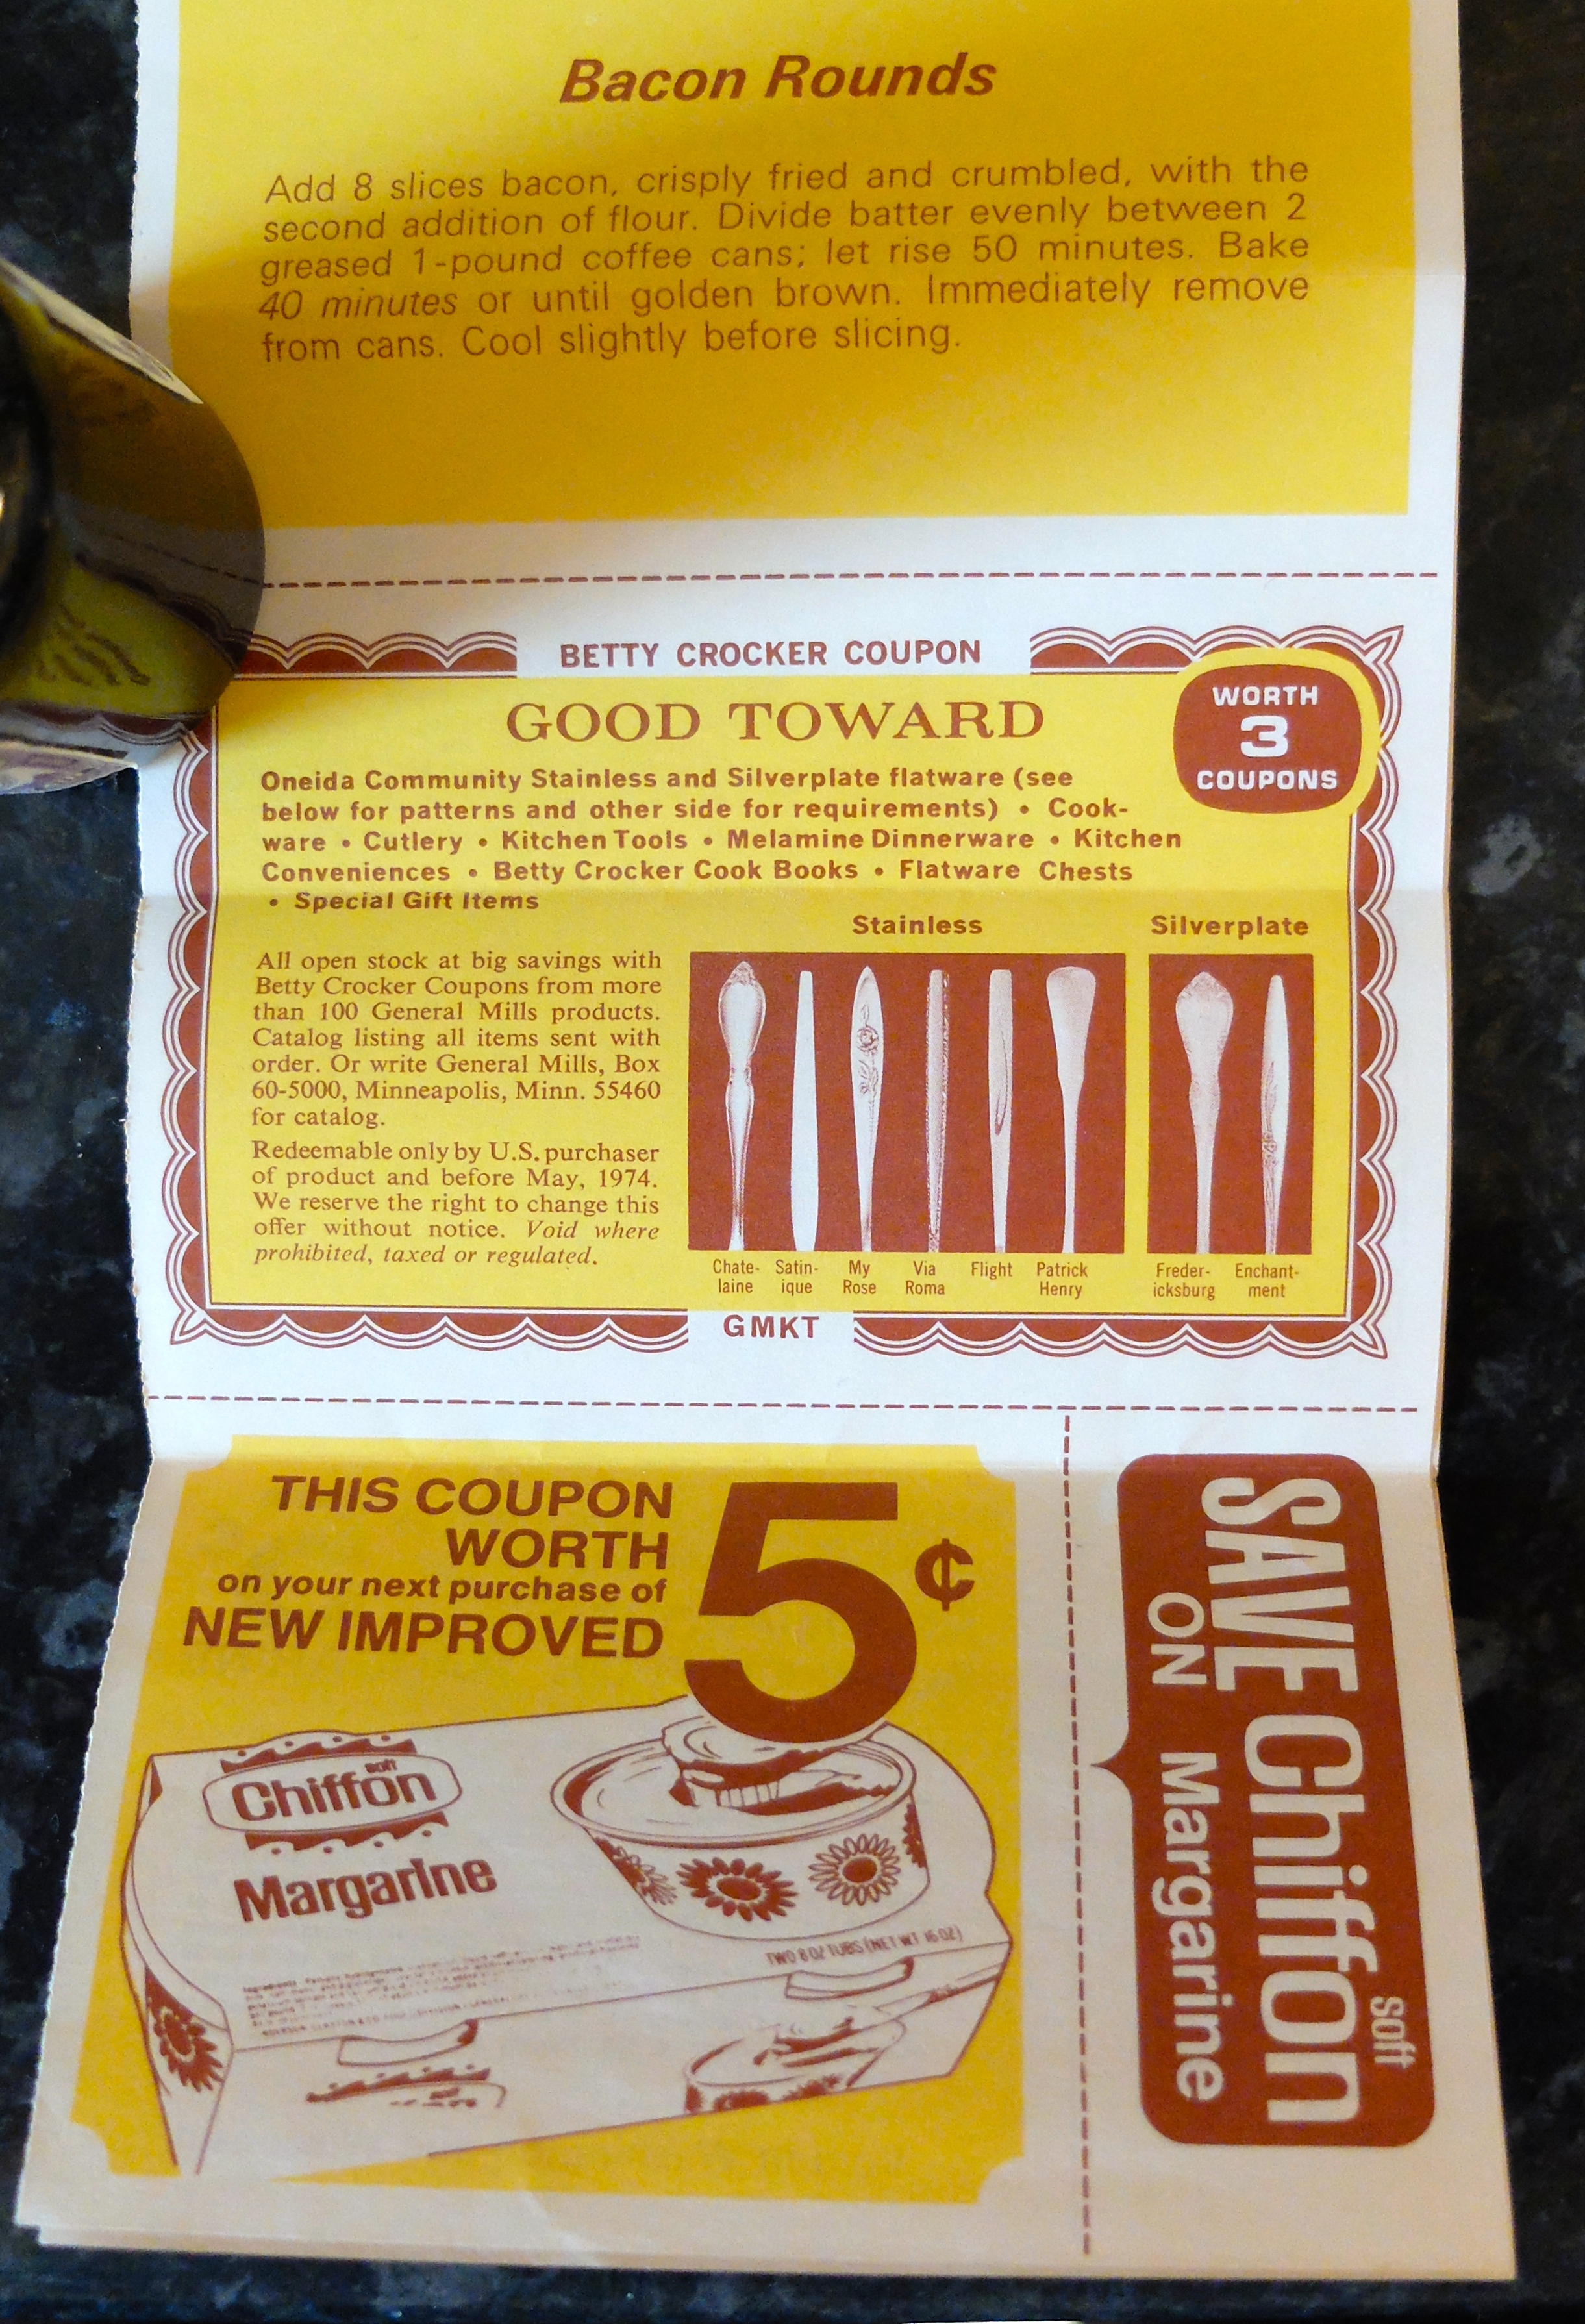 Bacon Rounds
Add 8 slices bacon, crisply fried and crumbled, with the
second addition of flour. Divide batter evenly between 2
greased 1-pound coffee cans; let rise 50 minutes. Bake
40 minutes or until golden brown. Immediately remove
from cans. Cool slightly before slicing.
BETTY CROCKER COUPON
GOOD TOWARD
WORTH
3
COUPONS
Oneida Community Stainless and Silverplate flatware (see
below for patterns and other side for requirements) • Cook-
ware • Cutlery • Kitchen Tools • Melamine Dinnerware • Kitchen
Conveniences • Betty Crocker Cook Books • Flatware Chests
• Special Gift Items
All open stock at big savings with
Betty Crocker Coupons from more
than 100 General Mills products.
Catalog listing all items sent with
order. Or write General Mills, Box
60-5000, Minneapolis, Minn. 55460
for catalog.
Redeemable only by U.S. purchaser
of product and before May, 1974.
We reserve the right to change this
offer without notice. Void where
prohibited, taxed or regulated.
Stainless
Silverplate
Chate-
laine
Satin-
ique
My
Rose
Via
Roma
Flight
Patrick
Henry
Freder-
icksburg
Enchant-
ment
GMKT
THIS COUPON
WORTH
on your next purchase of
NEW IMPROVED
5¢
soft
Chiffon
Margarine
TWO 8 OZ TUBS (NET WT 16 OZ)
SAVE
ON
Chiffon
soft
Margarine